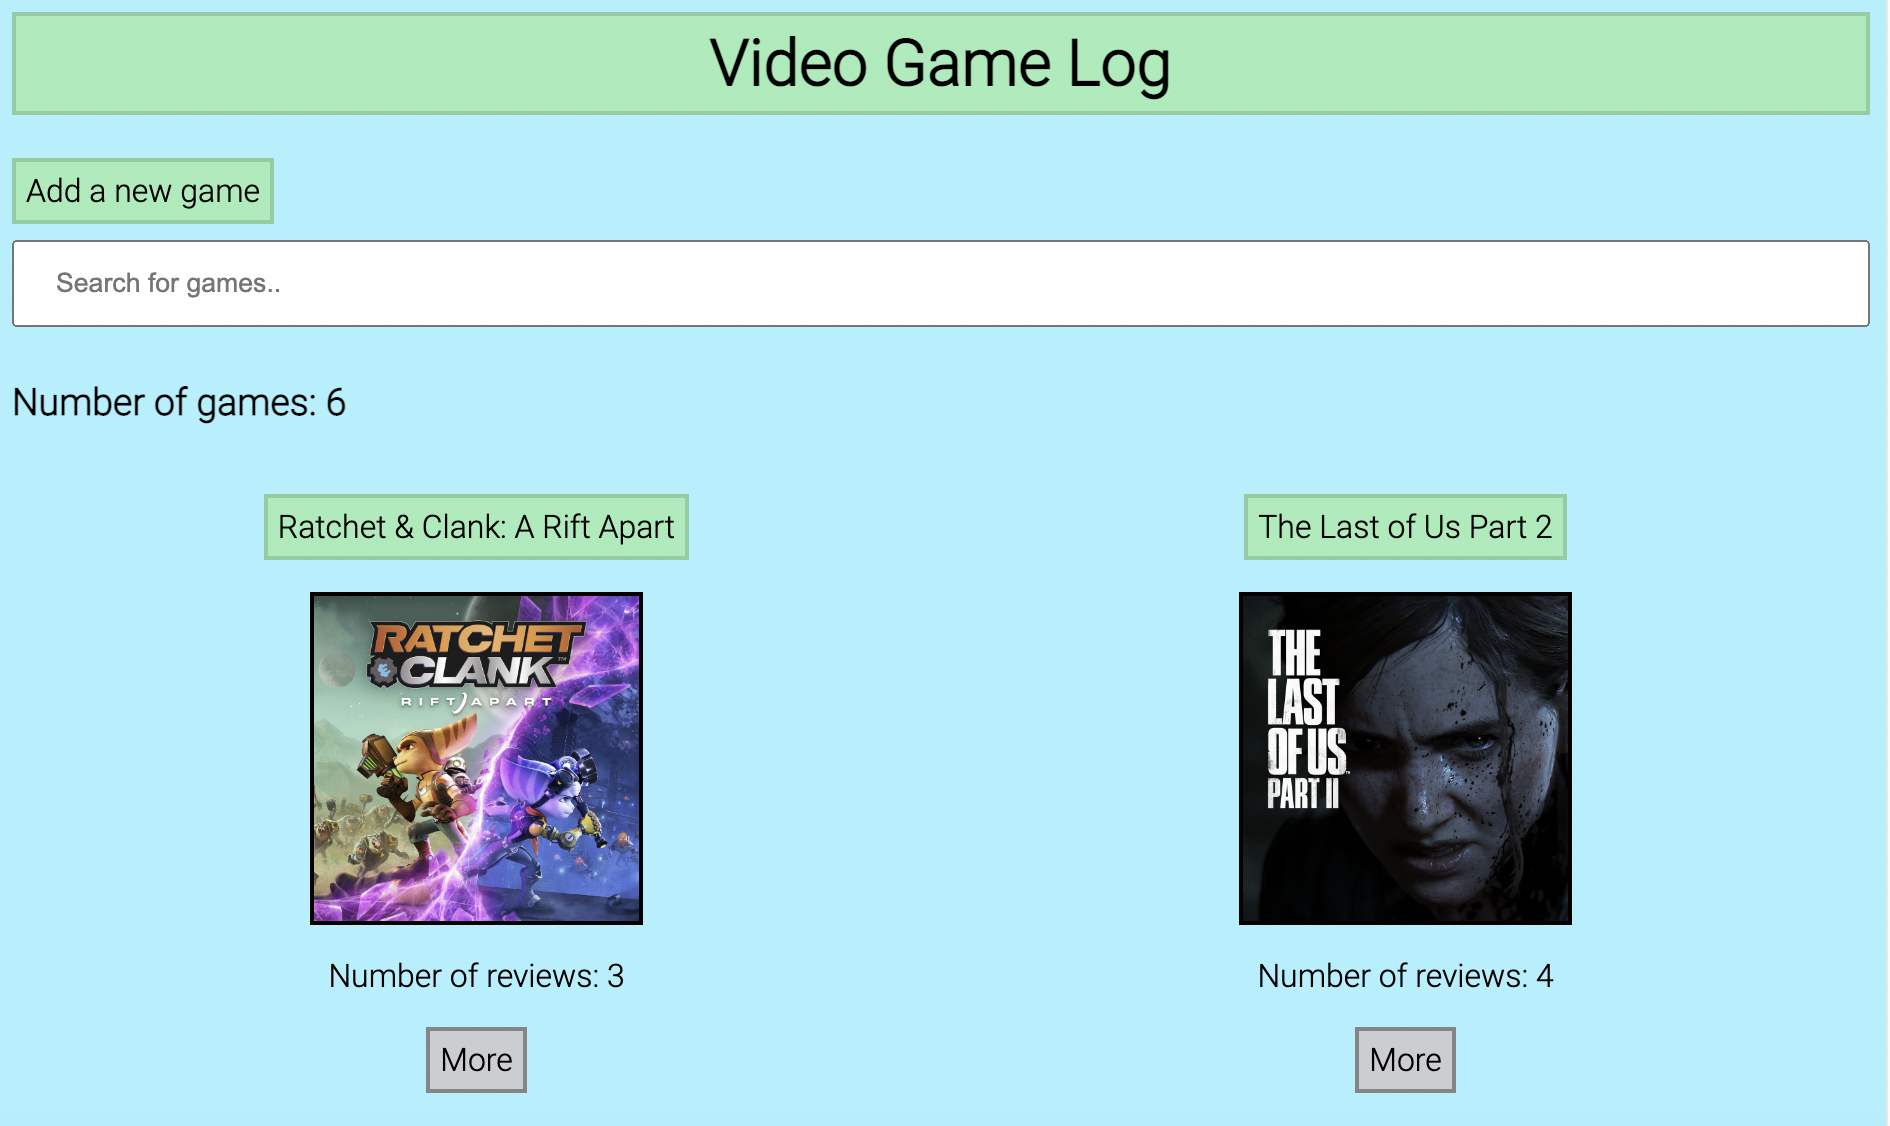 Video Game Log
Add a new game
Search for games..
Number of games: 6
Ratchet & Clank: A Rift Apart
The Last of Us Part 2
RATCHET
CLANK™
RIFT APART
THE
LAST
OF US™
PART II
Number of reviews: 3
Number of reviews: 4
More
More